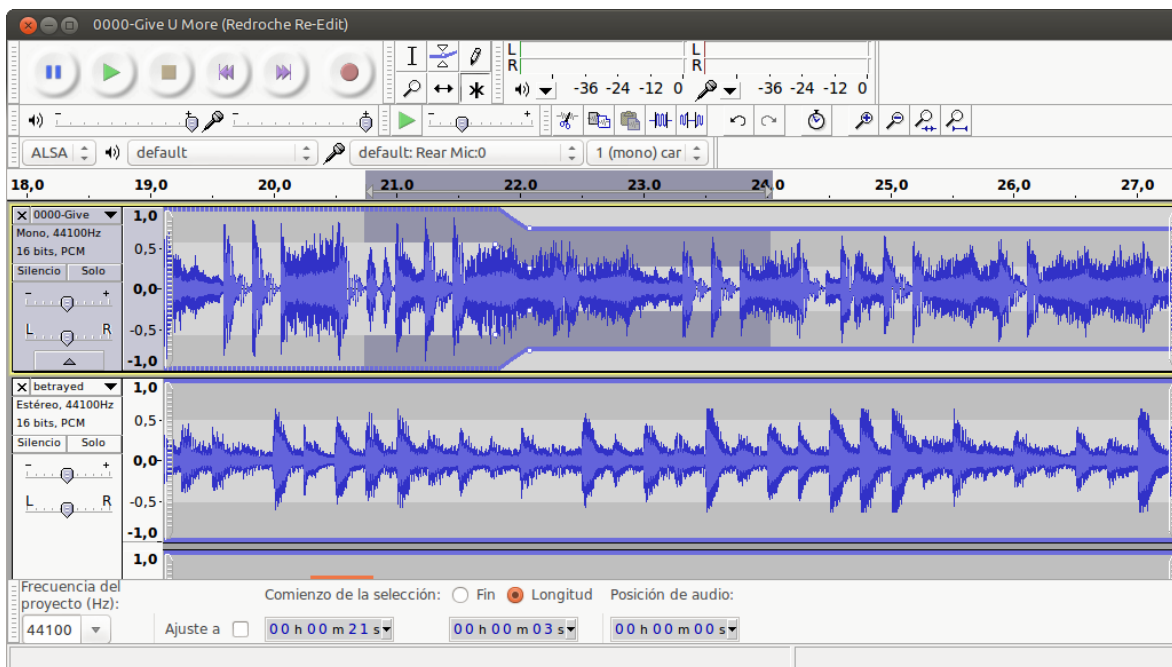 0000-Give U More (Redroche Re-Edit)
L
R
-36 -24 -12 0
L
R
-36 -24 -12 0
ALSA
default
default: Rear Mic:0
1 (mono) car
18,0 19,0 20,0 21.0 22.0 23.0 24,0 25,0 26,0 27,0
0000-Give
Mono, 44100Hz
16 bits, PCM
Silencio Solo
- +
L R
1,0
0,5
0,0
-0,5
-1,0
betrayed
Estéreo, 44100Hz
16 bits, PCM
Silencio Solo
- +
L R
1,0
0,5
0,0
-0,5
-1,0
1,0
Frecuencia del
proyecto (Hz):
44100
Ajuste a
Comienzo de la selección: Fin Longitud Posición de audio:
00 h 00 m 21 s 00 h 00 m 03 s 00 h 00 m 00 s